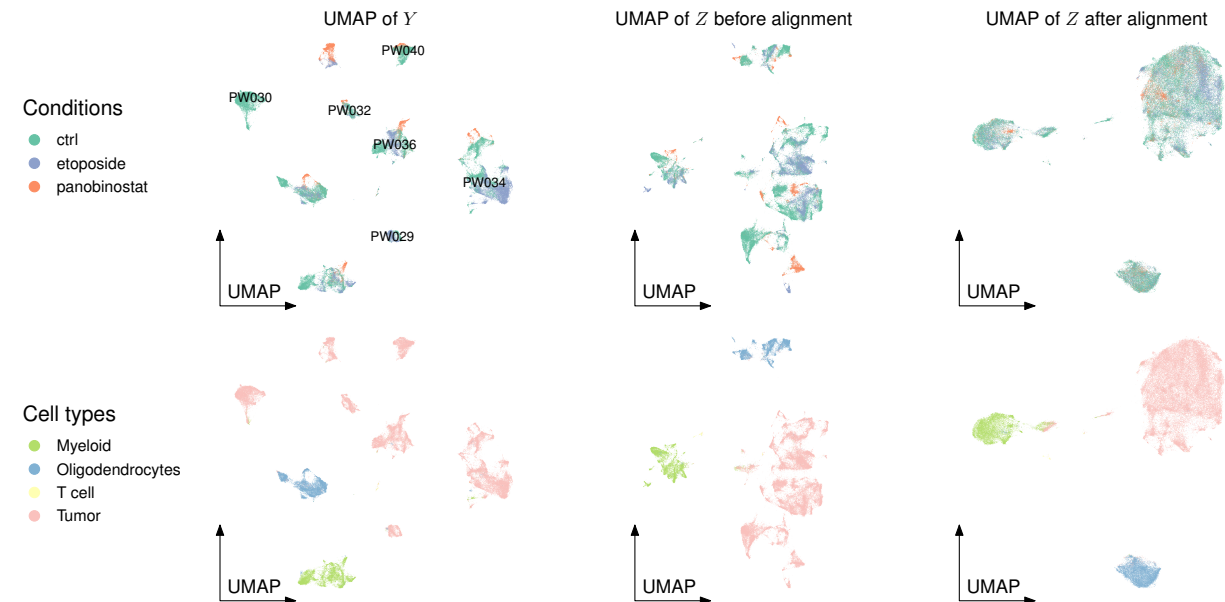 UMAP of Y
UMAP of Z before alignment
UMAP of Z after alignment
PW040
PW030
Conditions
PW032
ctrl
PW036
etoposide
panobinostat
PW034
PW029
UMAP
UMAP
UMAP
Cell types
Myeloid
Oligodendrocytes
T cell
Tumor
UMAP
UMAP
UMAP